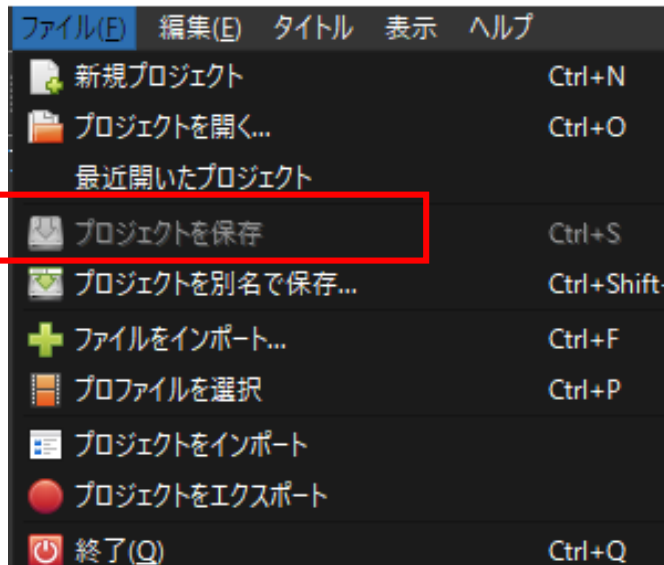 ファイル(F) 編集(E) タイトル 表示 ヘルプ
新規プロジェクト Ctrl+N
プロジェクトを開く... Ctrl+O
最近開いたプロジェクト
プロジェクトを保存 Ctrl+S
プロジェクトを別名で保存... Ctrl+Shift-
ファイルをインポート... Ctrl+F
プロファイルを選択 Ctrl+P
プロジェクトをインポート
プロジェクトをエクスポート
終了(Q) Ctrl+Q